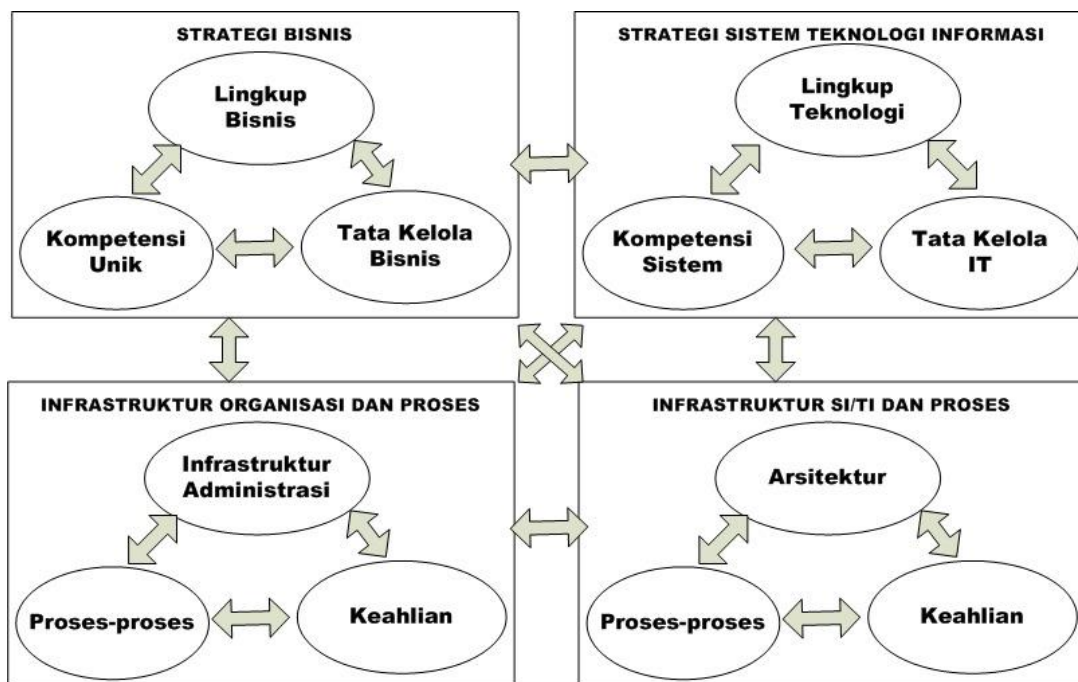 STRATEGI BISNIS
Lingkup
Bisnis
Kompetensi
Unik
Tata Kelola
Bisnis
STRATEGI SISTEM TEKNOLOGI INFORMASI
Lingkup
Teknologi
Kompetensi
Sistem
Tata Kelola
IT
INFRASTRUKTUR ORGANISASI DAN PROSES
Infrastruktur
Administrasi
Proses-proses
Keahlian
INFRASTRUKTUR SI/TI DAN PROSES
Arsitektur
Proses-proses
Keahlian